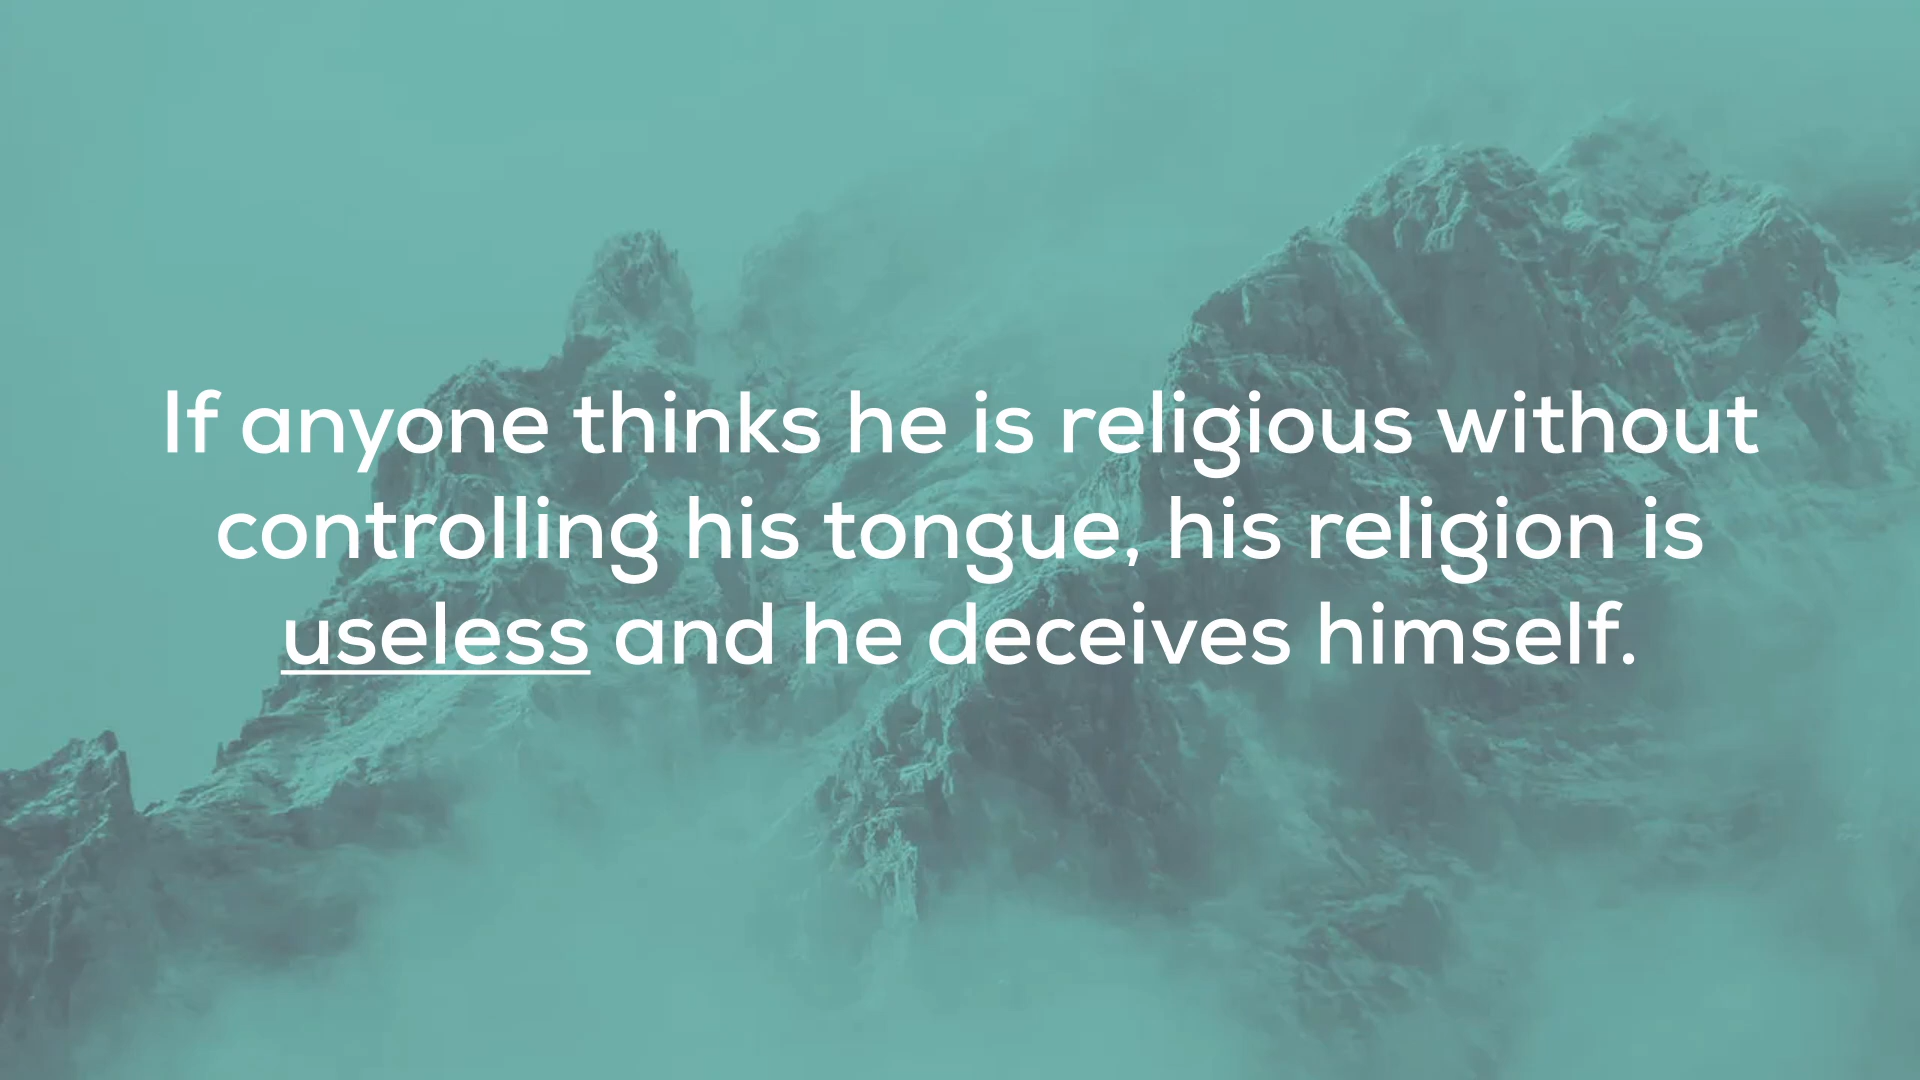 If anyone thinks he is religious without
controlling his tongue, his religion is
useless and he deceives himself.